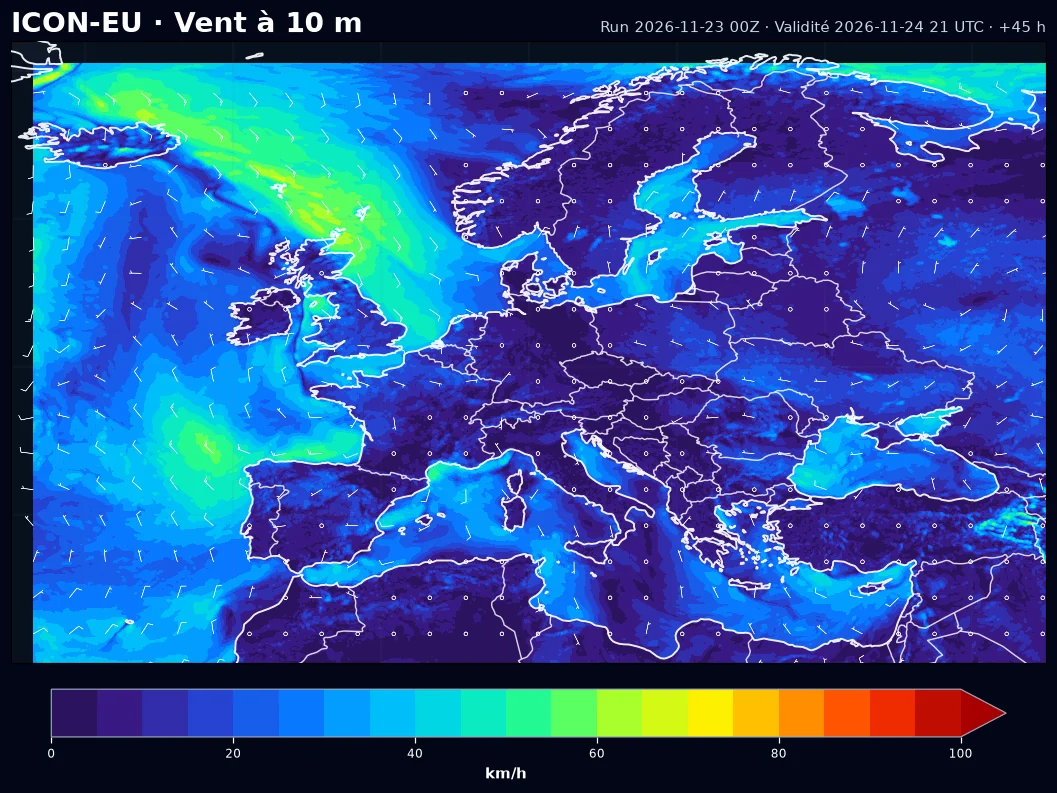 ICON-EU · Vent à 10 m
Run 2026-11-23 00Z · Validité 2026-11-24 21 UTC · +45 h
0 20 40 60 80 100
km/h